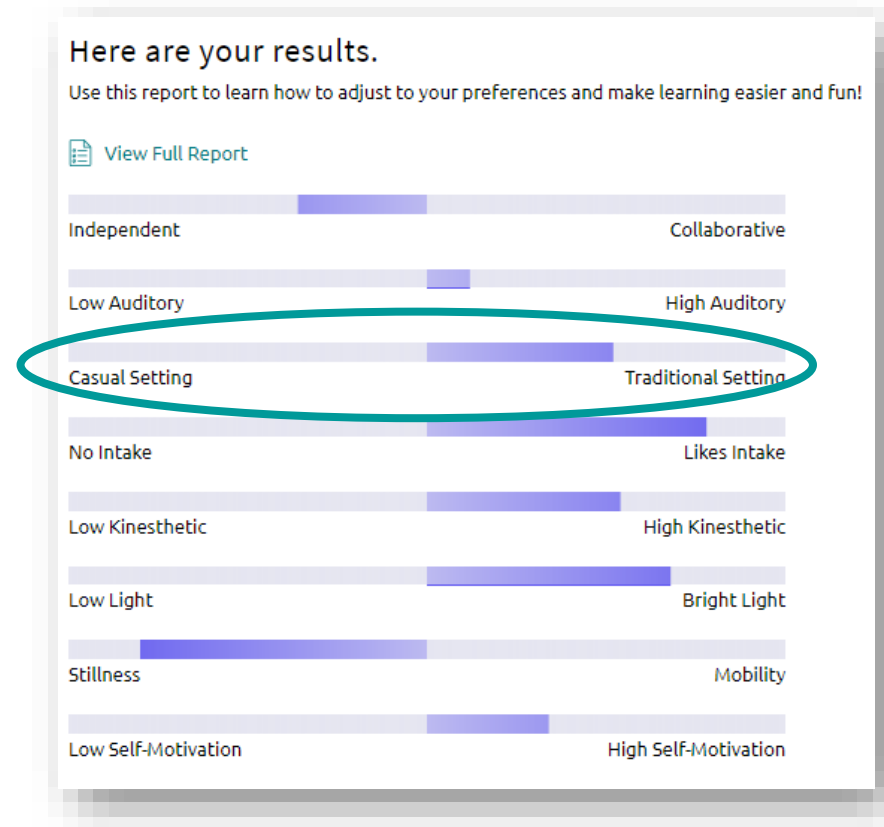 Here are your results.
Use this report to learn how to adjust to your preferences and make learning easier and fun!
View Full Report
Independent Collaborative
Low Auditory High Auditory
Casual Setting Traditional Setting
No Intake Likes Intake
Low Kinesthetic High Kinesthetic
Low Light Bright Light
Stillness Mobility
Low Self-Motivation High Self-Motivation